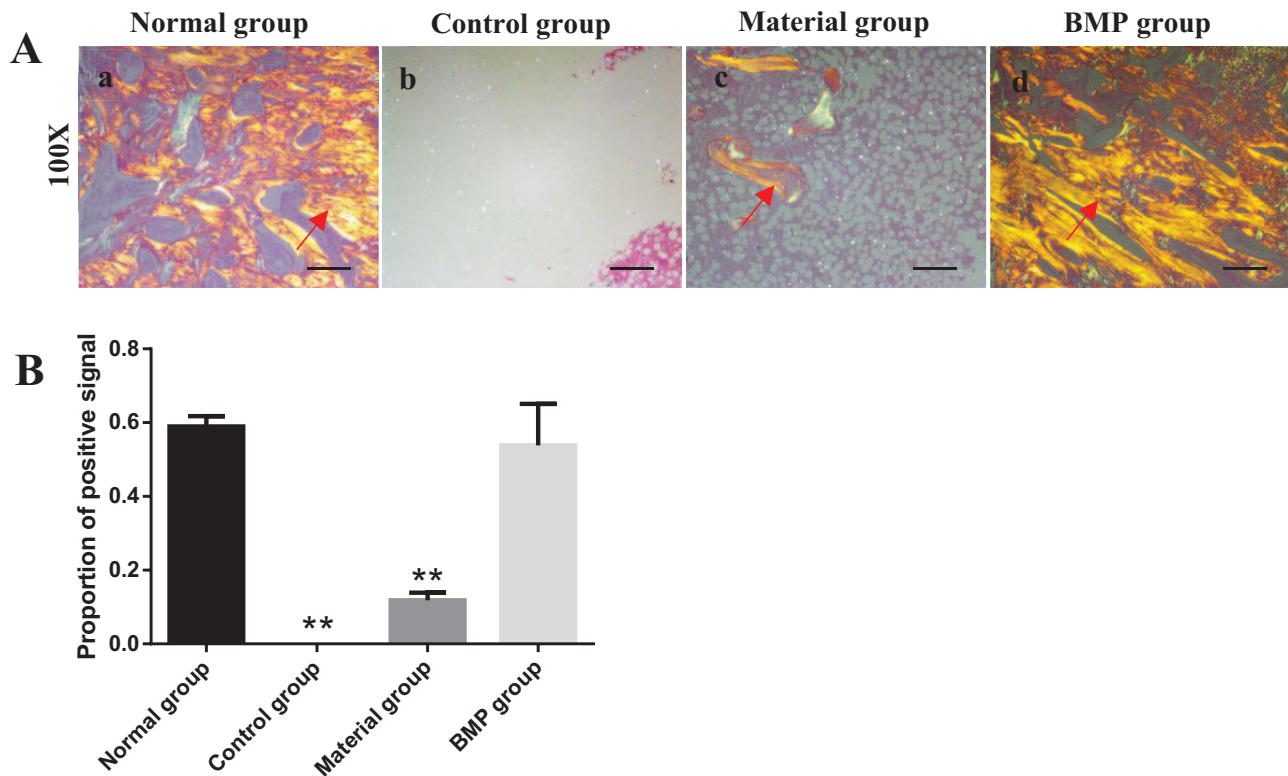 Normal group
Control group
Material group
BMP group
A
100X
a
b
c
d
B
Proportion of positive signal
0.8
0.6
0.4
0.2
0.0
**
**
Normal group
Control group
Material group
BMP group